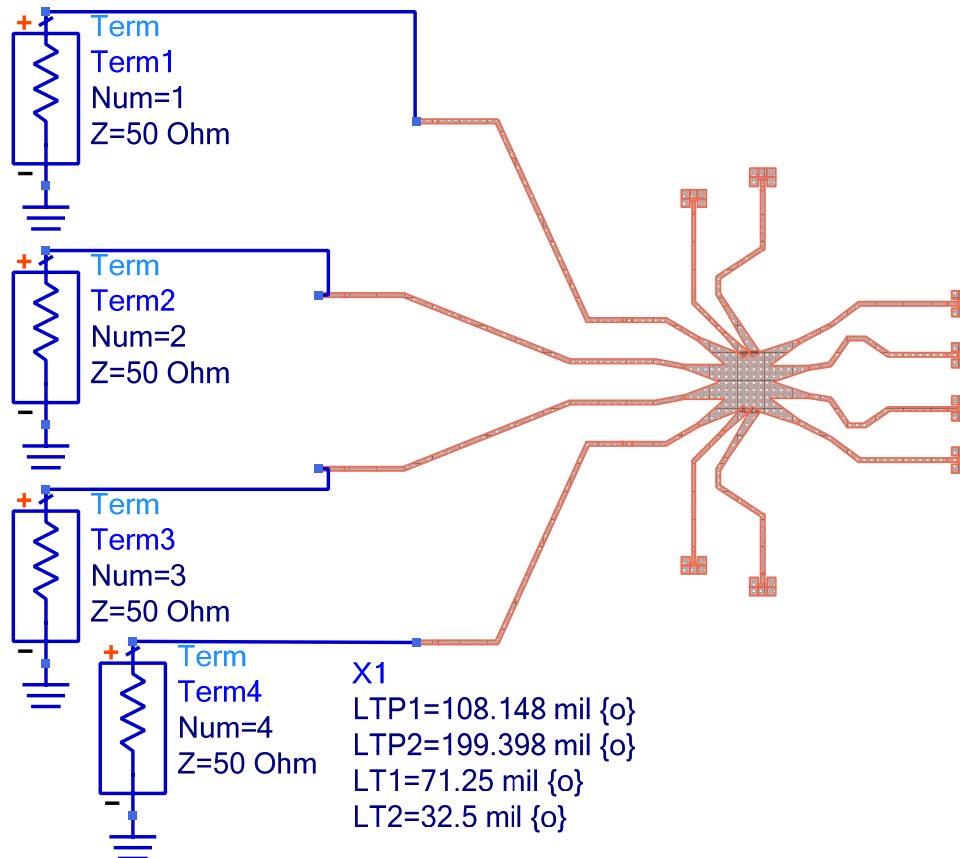 +
Term
Term1
Num=1
Z=50 Ohm
−
+
Term
Term2
Num=2
Z=50 Ohm
−
+
Term
Term3
Num=3
Z=50 Ohm
−
+
Term
Term4
Num=4
Z=50 Ohm
−
X1
LTP1=108.148 mil {o}
LTP2=199.398 mil {o}
LT1=71.25 mil {o}
LT2=32.5 mil {o}